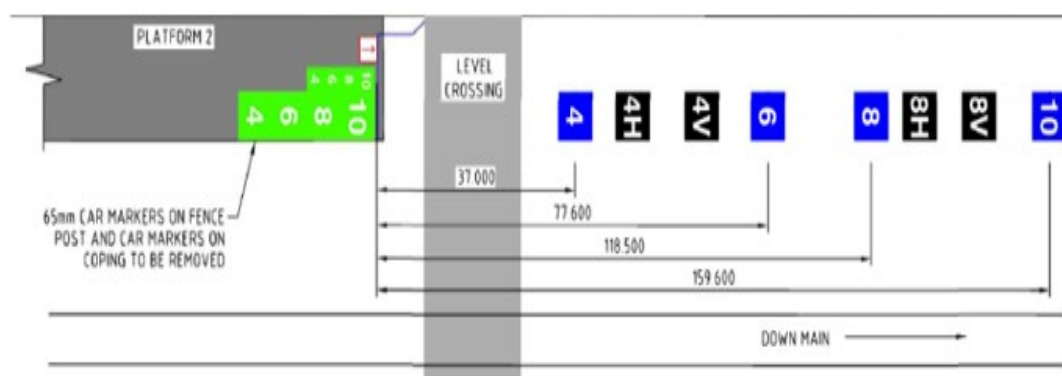 PLATFORM 2
LEVEL
CROSSING
4 6 8 10
4 6 8 10
4 4H 4V 6 8 8H 8V 10
37.000
77.600
118.500
159.600
65mm CAR MARKERS ON FENCE
POST AND CAR MARKERS ON
COPING TO BE REMOVED
DOWN MAIN